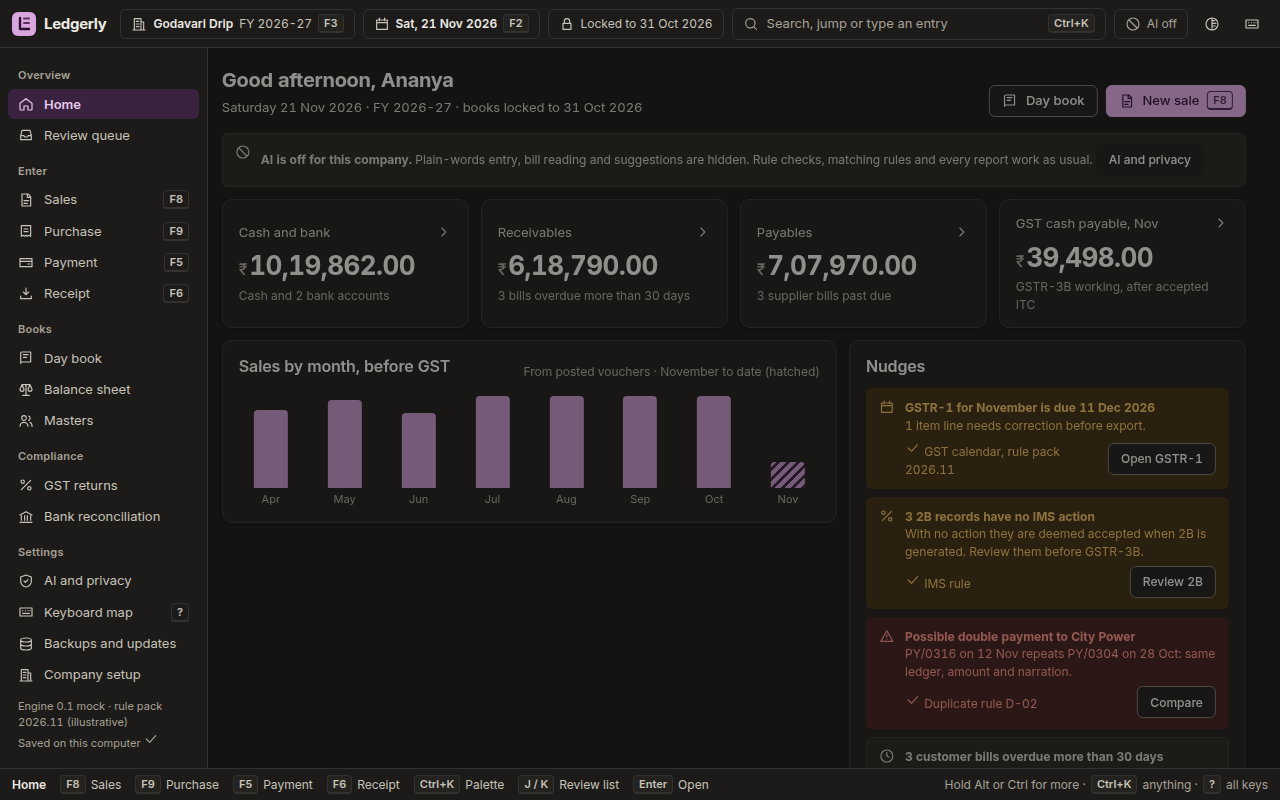 Ledgerly
Godavari Drip FY 2026-27 F3
Sat, 21 Nov 2026 F2
Locked to 31 Oct 2026
Search, jump or type an entry Ctrl+K
AI off
Overview
Home
Review queue
Enter
Sales F8
Purchase F9
Payment F5
Receipt F6
Books
Day book
Balance sheet
Masters
Compliance
GST returns
Bank reconciliation
Settings
AI and privacy
Keyboard map ?
Backups and updates
Company setup
Engine 0.1 mock · rule pack
2026.11 (illustrative)
Saved on this computer
Good afternoon, Ananya
Saturday 21 Nov 2026 · FY 2026-27 · books locked to 31 Oct 2026
Day book
New sale F8
AI is off for this company. Plain-words entry, bill reading and suggestions are hidden. Rule checks, matching rules and every report work as usual. AI and privacy
Cash and bank
₹10,19,862.00
Cash and 2 bank accounts
Receivables
₹6,18,790.00
3 bills overdue more than 30 days
Payables
₹7,07,970.00
3 supplier bills past due
GST cash payable, Nov
₹39,498.00
GSTR-3B working, after accepted
ITC
Sales by month, before GST
From posted vouchers · November to date (hatched)
Apr May Jun Jul Aug Sep Oct Nov
Nudges
GSTR-1 for November is due 11 Dec 2026
1 item line needs correction before export.
GST calendar, rule pack
2026.11
Open GSTR-1
3 2B records have no IMS action
With no action they are deemed accepted when 2B is
generated. Review them before GSTR-3B.
IMS rule
Review 2B
Possible double payment to City Power
PY/0316 on 12 Nov repeats PY/0304 on 28 Oct: same
ledger, amount and narration.
Duplicate rule D-02
Compare
3 customer bills overdue more than 30 days
Home F8 Sales F9 Purchase F5 Payment F6 Receipt Ctrl+K Palette J / K Review list Enter Open
Hold Alt or Ctrl for more · Ctrl+K anything · ? all keys